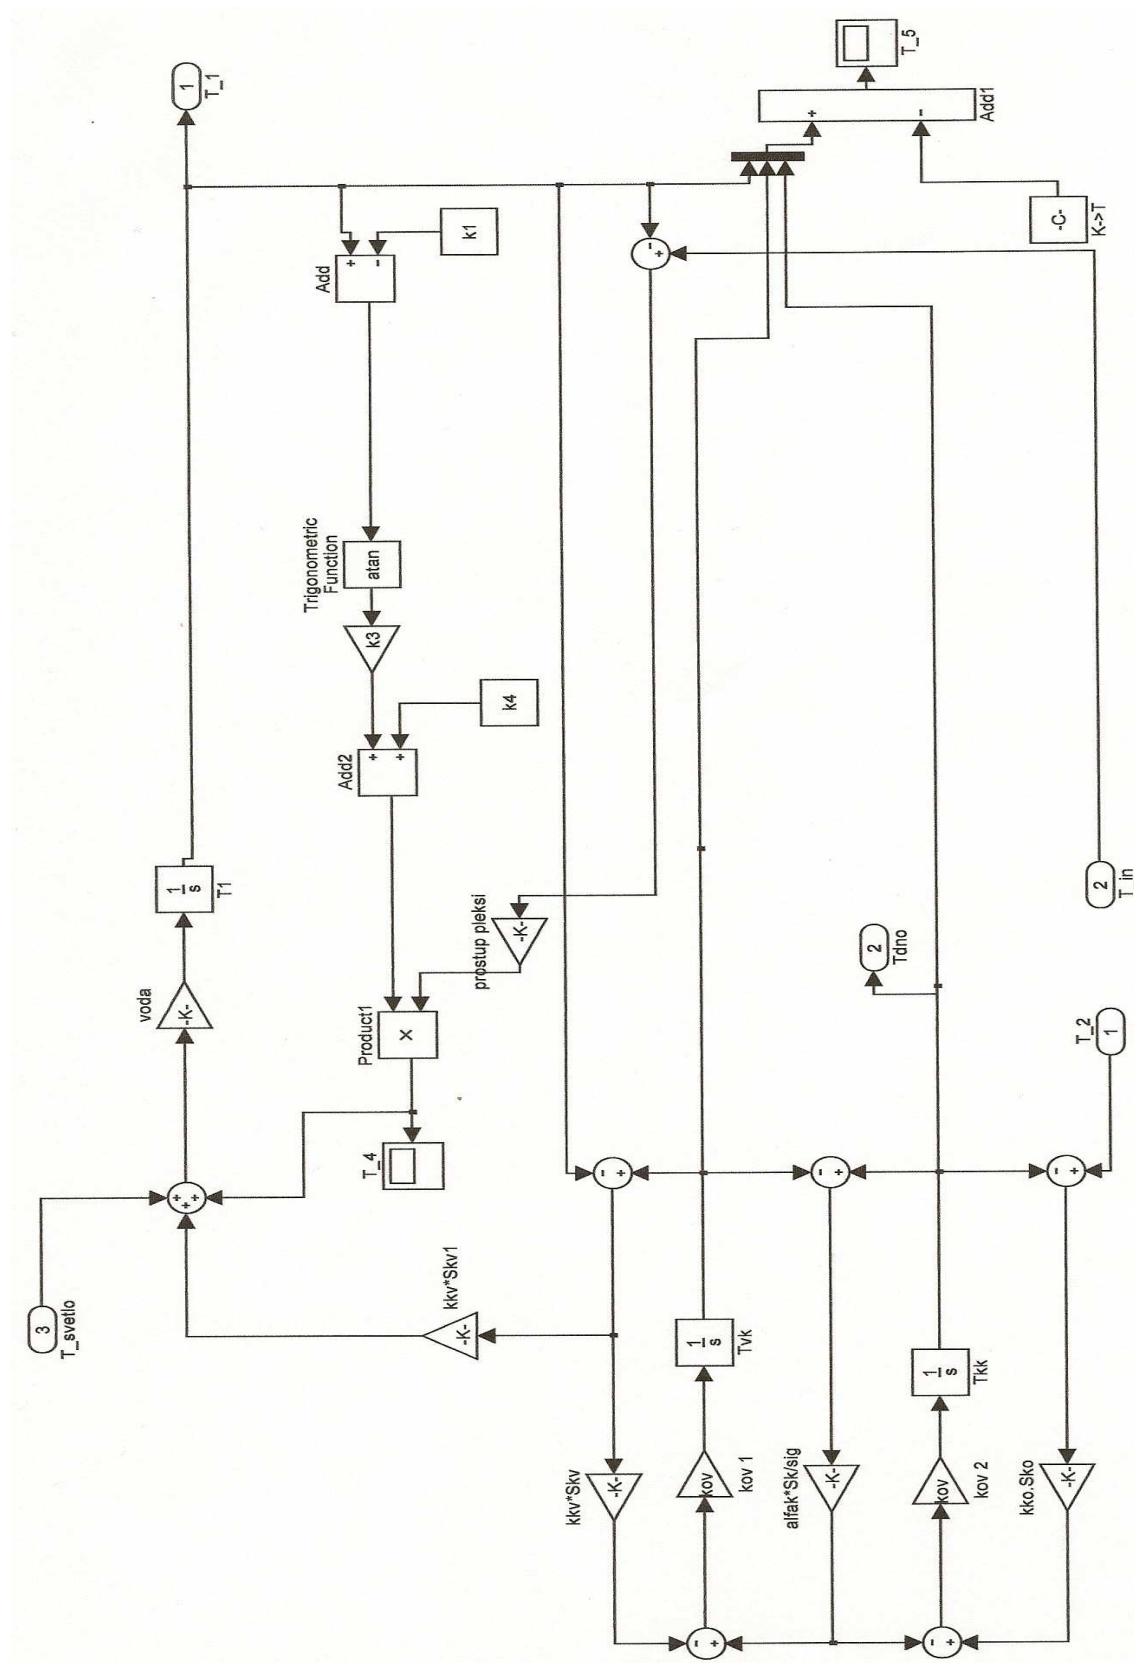 T_5
1
T_1
+
-
Add1
k1
-C-
K->T
Add
+
-
-
+
Trigonometric
Function
atan
k3
k4
Add2
+
+
1
s
T1
2
T_in
prostup pleksi
-K-
2
Tdno
voda
-K-
Product1
×
T_2
1
T_4
-
+
-
+
-
+
+
+
+
3
T_svetlo
kkv*Skv1
-K-
1
s
Tvk
1
s
Tkk
kkv*Skv
-K-
kov
kov 1
alfak*Sk/sig
-K-
kov
kov 2
kko.Sko
-K-
-
+
-
+